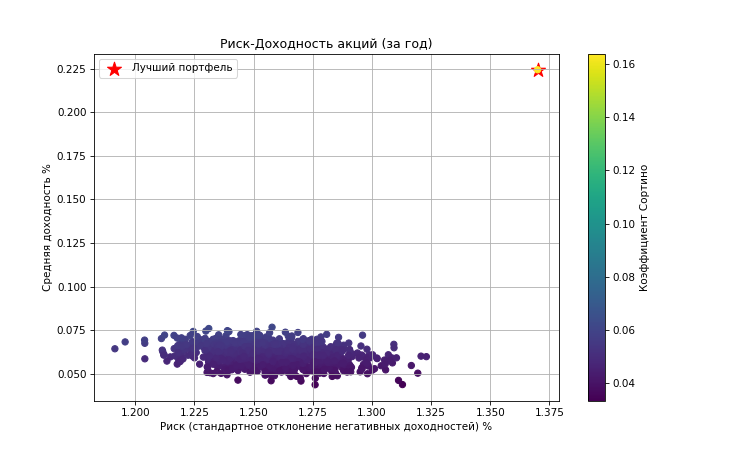 Риск-Доходность акций (за год)
Лучший портфель
Средняя доходность %
0.225
0.200
0.175
0.150
0.125
0.100
0.075
0.050
1.200 1.225 1.250 1.275 1.300 1.325 1.350 1.375
Риск (стандартное отклонение негативных доходностей) %
0.16
0.14
0.12
0.10
0.08
0.06
0.04
Коэффициент Сортино